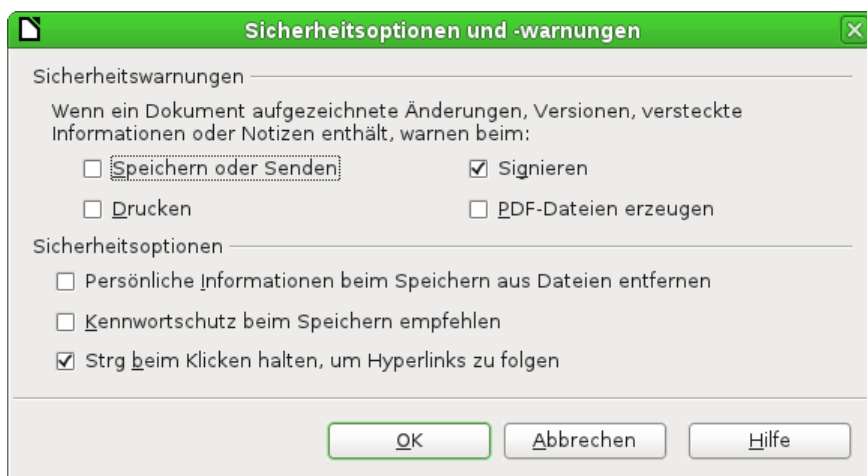 Sicherheitsoptionen und -warnungen
Sicherheitswarnungen
Wenn ein Dokument aufgezeichnete Änderungen, Versionen, versteckte
Informationen oder Notizen enthält, warnen beim:
Speichern oder Senden Signieren
Drucken PDF-Dateien erzeugen
Sicherheitsoptionen
Persönliche Informationen beim Speichern aus Dateien entfernen
Kennwortschutz beim Speichern empfehlen
Strg beim Klicken halten, um Hyperlinks zu folgen
OK Abbrechen Hilfe